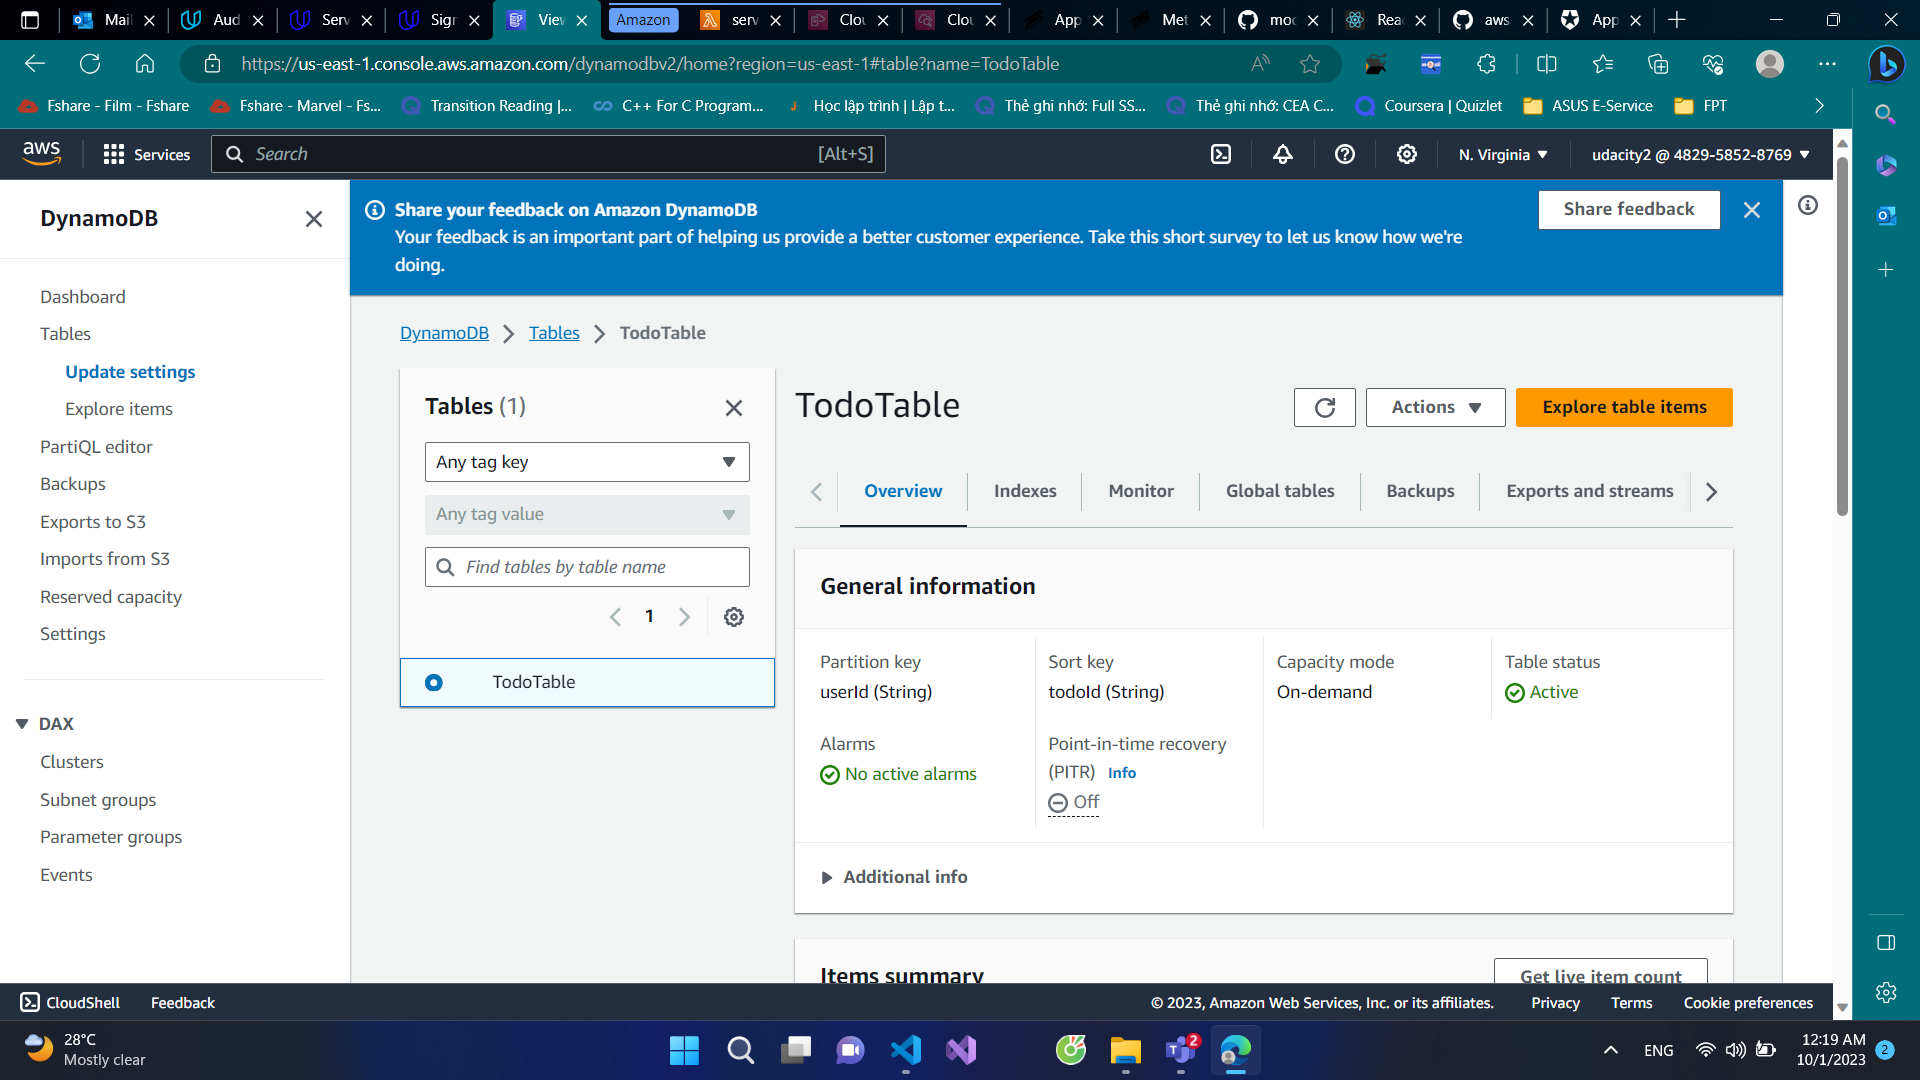 Mail
Aud
Serv
Sign
View
Amazon
serv
Clou
Clou
App
Met
moc
Reac
aws
App
https://us-east-1.console.aws.amazon.com/dynamodbv2/home?region=us-east-1#table?name=TodoTable
Fshare - Film - Fshare
Fshare - Marvel - Fs...
Transition Reading |...
C++ For C Program...
Học lập trình | Lập t...
Thẻ ghi nhớ: Full SS...
Thẻ ghi nhớ: CEA C...
Coursera | Quizlet
ASUS E-Service
FPT
aws
Services
Search
[Alt+S]
N. Virginia
udacity2 @ 4829-5852-8769
DynamoDB
Share your feedback on Amazon DynamoDB
Your feedback is an important part of helping us provide a better customer experience. Take this short survey to let us know how we're
doing.
Share feedback
Dashboard
Tables
Update settings
Explore items
PartiQL editor
Backups
Exports to S3
Imports from S3
Reserved capacity
Settings
DAX
Clusters
Subnet groups
Parameter groups
Events
DynamoDB
Tables
TodoTable
Tables (1)
Any tag key
Any tag value
Find tables by table name
1
TodoTable
TodoTable
Actions
Explore table items
Overview
Indexes
Monitor
Global tables
Backups
Exports and streams
General information
Partition key
userId (String)
Sort key
todoId (String)
Capacity mode
On-demand
Table status
Active
Alarms
No active alarms
Point-in-time recovery
(PITR) Info
Off
Additional info
Items summary
Get live item count
CloudShell
Feedback
© 2023, Amazon Web Services, Inc. or its affiliates.
Privacy
Terms
Cookie preferences
28°C
Mostly clear
2
ENG
12:19 AM
10/1/2023
2